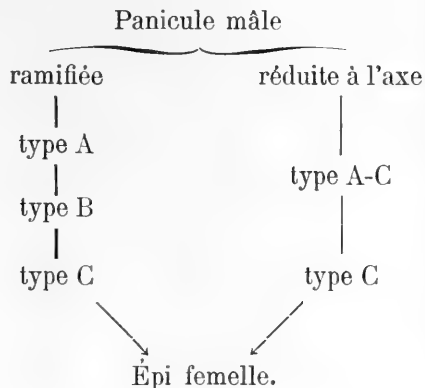 Panicule mâle
ramifiée réduite à l'axe
type A
type A-C
type B
type C type C
Épi femelle.